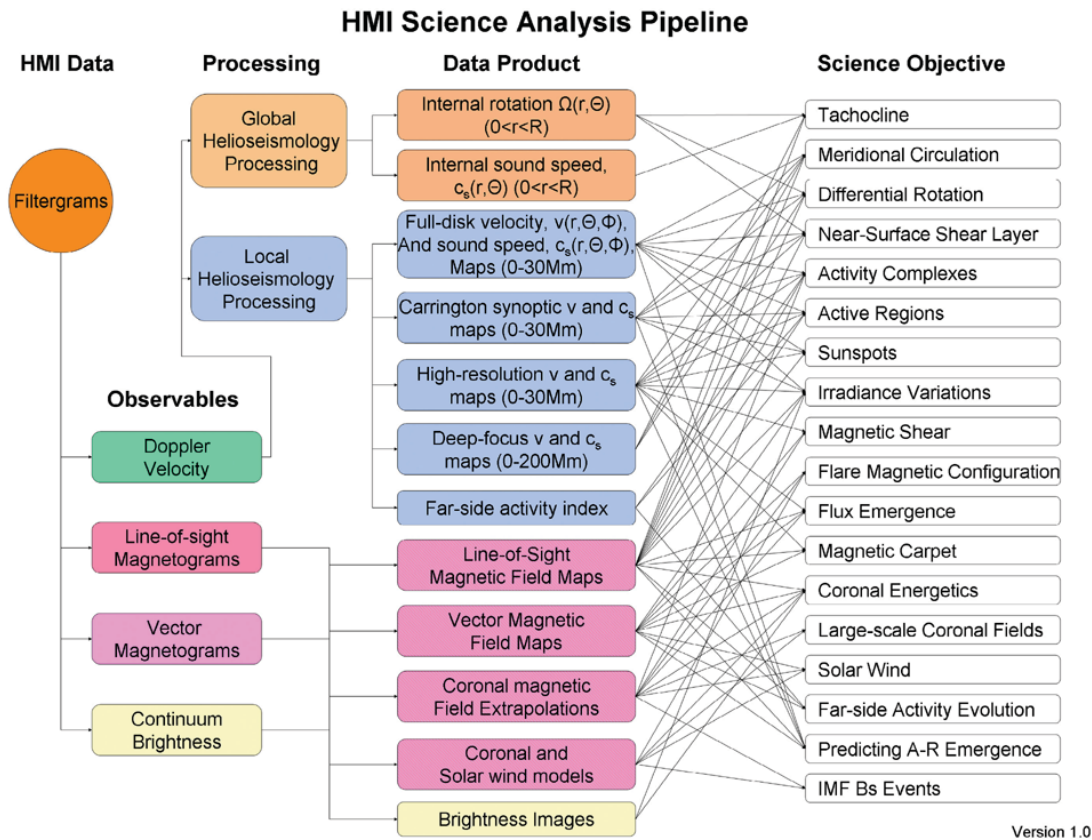 HMI Science Analysis Pipeline
HMI Data
Processing
Data Product
Science Objective
Filtergrams
Global
Helioseismology
Processing
Local
Helioseismology
Processing
Observables
Doppler
Velocity
Line-of-sight
Magnetograms
Vector
Magnetograms
Continuum
Brightness
Internal rotation Ω(r,Θ)
(0<r<R)
Internal sound speed,
cₛ(r,Θ) (0<r<R)
Full-disk velocity, v(r,Θ,Φ),
And sound speed, cₛ(r,Θ,Φ),
Maps (0-30Mm)
Carrington synoptic v and cₛ
maps (0-30Mm)
High-resolution v and cₛ
maps (0-30Mm)
Deep-focus v and cₛ
maps (0-200Mm)
Far-side activity index
Line-of-Sight
Magnetic Field Maps
Vector Magnetic
Field Maps
Coronal magnetic
Field Extrapolations
Coronal and
Solar wind models
Brightness Images
Tachocline
Meridional Circulation
Differential Rotation
Near-Surface Shear Layer
Activity Complexes
Active Regions
Sunspots
Irradiance Variations
Magnetic Shear
Flare Magnetic Configuration
Flux Emergence
Magnetic Carpet
Coronal Energetics
Large-scale Coronal Fields
Solar Wind
Far-side Activity Evolution
Predicting A-R Emergence
IMF Bs Events
Version 1.0